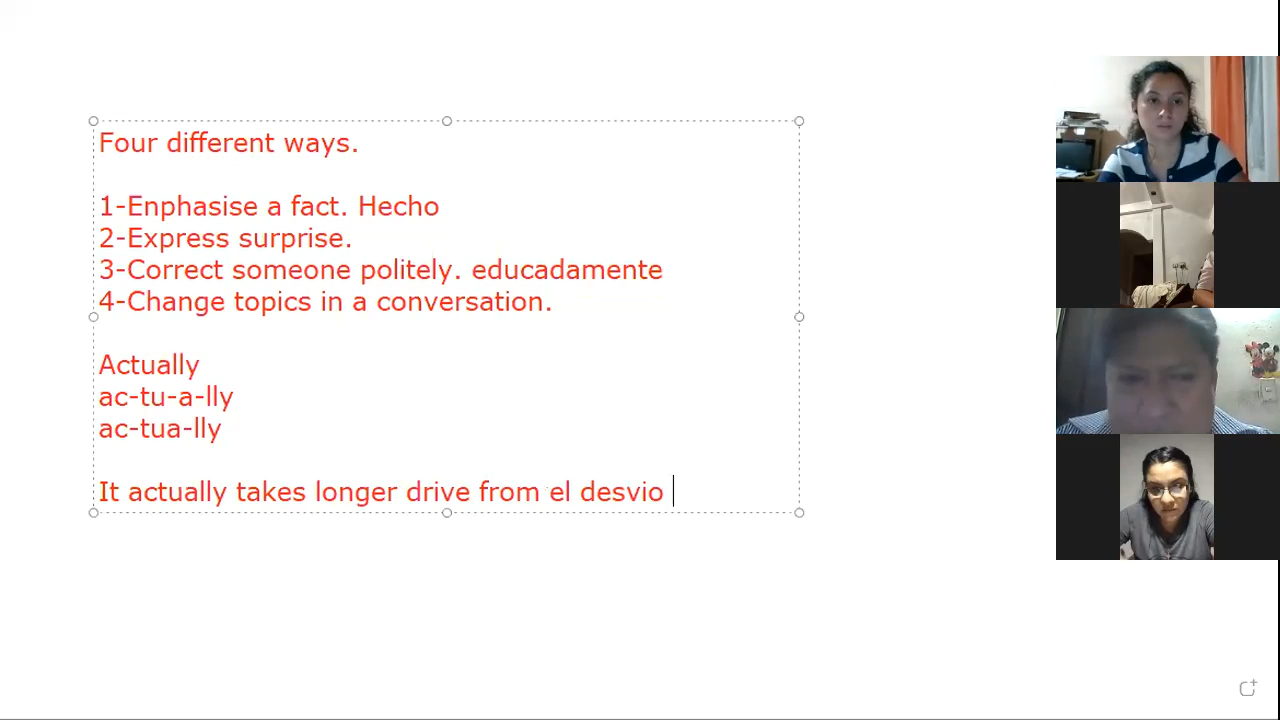 Four different ways.
1-Enphasise a fact. Hecho
2-Express surprise.
3-Correct someone politely. educadamente
4-Change topics in a conversation.
Actually
ac-tu-a-lly
ac-tua-lly
It actually takes longer drive from el desvio